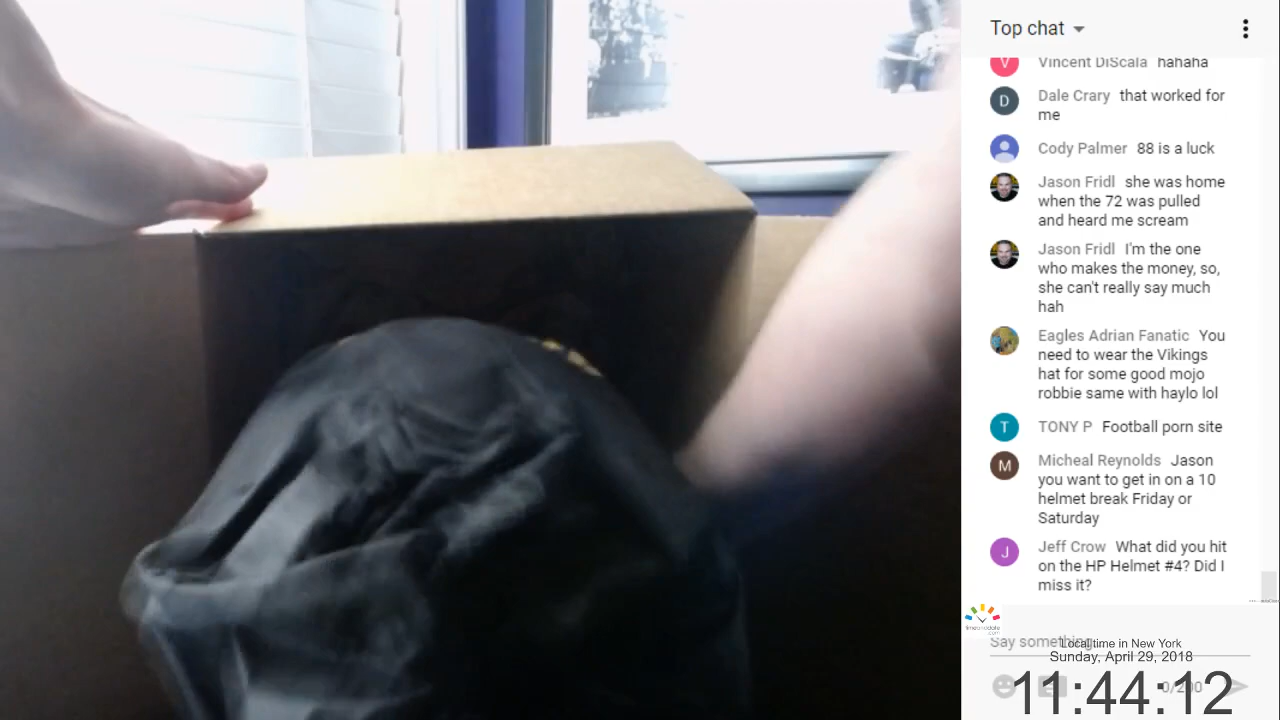 Top chat
Vincent DiScala hahaha
Dale Crary that worked for
me
Cody Palmer 88 is a luck
Jason Fridl she was home
when the 72 was pulled
and heard me scream
Jason Fridl I'm the one
who makes the money, so,
she can't really say much
hah
Eagles Adrian Fanatic You
need to wear the Vikings
hat for some good mojo
robbie same with haylo lol
TONY P Football porn site
Micheal Reynolds Jason
you want to get in on a 10
helmet break Friday or
Saturday
Jeff Crow What did you hit
on the HP Helmet #4? Did I
miss it?
Say something...
Local time in New York
Sunday, April 29, 2018
0/200
11:44:12